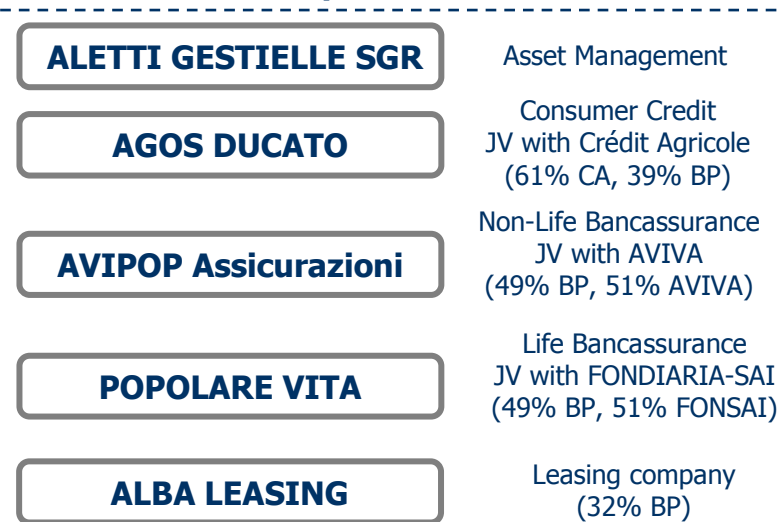 ALETTI GESTIELLE SGR
Asset Management
AGOS DUCATO
Consumer Credit
JV with Crédit Agricole
(61% CA, 39% BP)
AVIPOP Assicurazioni
Non-Life Bancassurance
JV with AVIVA
(49% BP, 51% AVIVA)
POPOLARE VITA
Life Bancassurance
JV with FONDIARIA-SAI
(49% BP, 51% FONSAI)
ALBA LEASING
Leasing company
(32% BP)